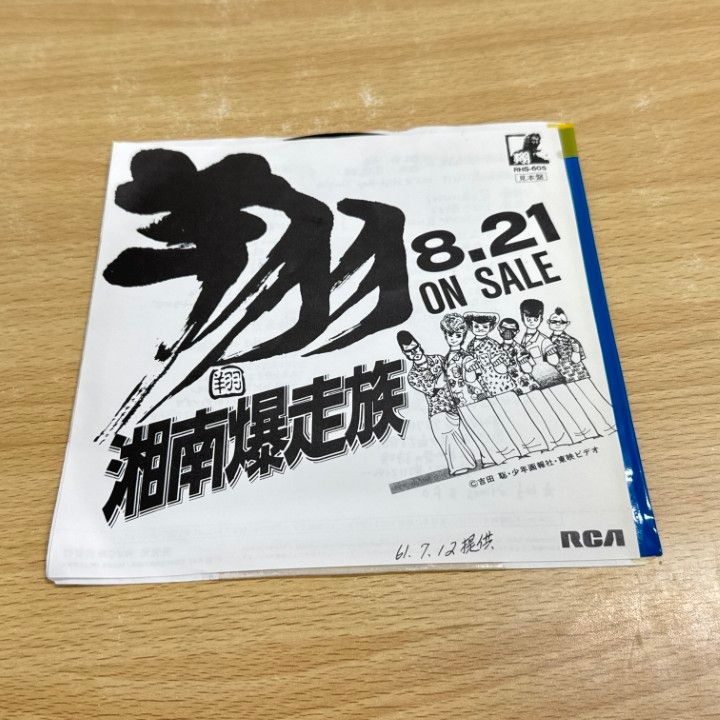 翔
RHS-605
見本盤
8.21
ON SALE
翔
湘南爆走族
©吉田 聡・少年画報社・東映ビデオ
61.7.12 提供
RCA